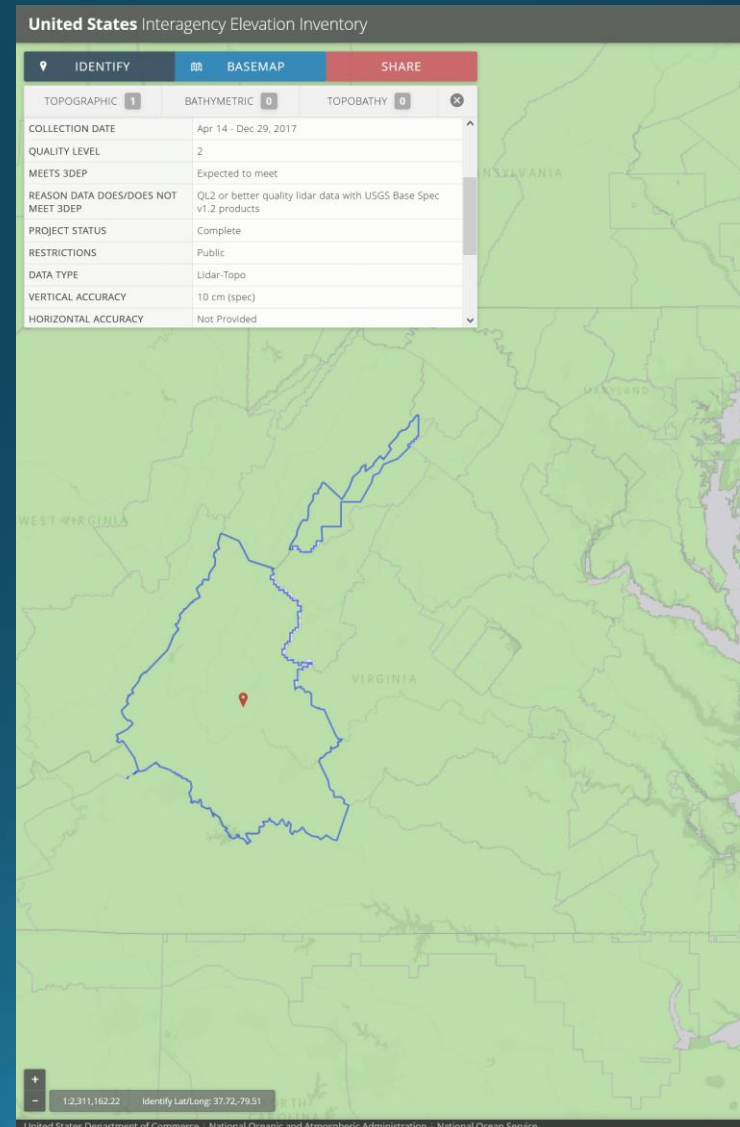 United States Interagency Elevation Inventory
IDENTIFY
BASEMAP
SHARE
TOPOGRAPHIC 1
BATHYMETRIC 0
TOPOBATHY 0
COLLECTION DATE
Apr 14 - Dec 29, 2017
QUALITY LEVEL
2
MEETS 3DEP
Expected to meet
REASON DATA DOES/DOES NOT
MEET 3DEP
QL2 or better quality lidar data with USGS Base Spec
v1.2 products
PROJECT STATUS
Complete
RESTRICTIONS
Public
DATA TYPE
Lidar-Topo
VERTICAL ACCURACY
10 cm (spec)
HORIZONTAL ACCURACY
Not Provided
MARYLAND
WEST VIRGINIA
VIRGINIA
+
-
1:2,311,162.22
Identify Lat/Long: 37.72,-79.51
United States Department of Commerce | National Oceanic and Atmospheric Administration | National Ocean Service